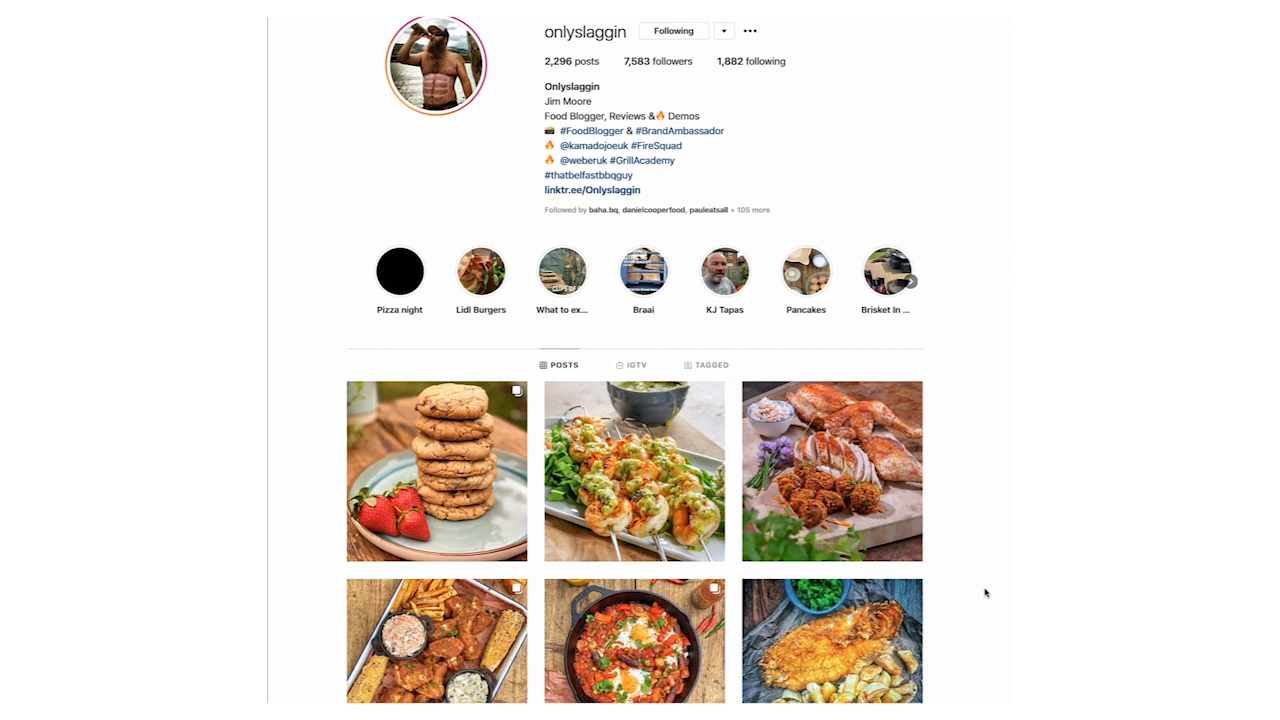 onlyslaggin Following
2,296 posts 7,583 followers 1,882 following
Onlyslaggin
Jim Moore
Food Blogger, Reviews &🔥 Demos
📸 #FoodBlogger & #BrandAmbassador
🔥 @kamadojoeuk #FireSquad
🔥 @weberuk #GrillAcademy
#thatbelfastbbqguy
linktr.ee/Onlyslaggin
Followed by baha.bq, danielcooperfood, pauleatsall + 105 more
Pizza night Lidl Burgers What to ex... Braai KJ Tapas Pancakes Brisket In ...
POSTS IGTV TAGGED